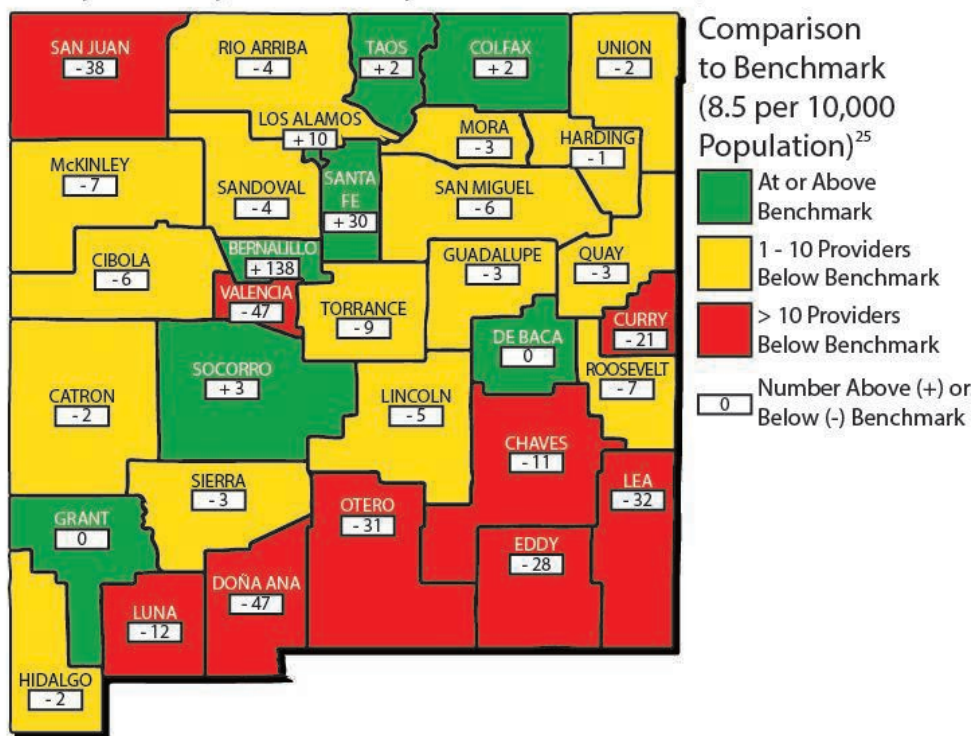 SAN JUAN
- 38
RIO ARRIBA
- 4
TAOS
+ 2
COLFAX
+ 2
UNION
- 2
LOS ALAMOS
+ 10
MORA
- 3
HARDING
- 1
McKINLEY
- 7
SANDOVAL
- 4
SANTA
FE
+ 30
SAN MIGUEL
- 6
CIBOLA
- 6
BERNALILLO
+ 138
GUADALUPE
- 3
QUAY
- 3
VALENCIA
- 47
TORRANCE
- 9
CURRY
- 21
DE BACA
0
ROOSEVELT
- 7
CATRON
- 2
SOCORRO
+ 3
LINCOLN
- 5
CHAVES
- 11
LEA
- 32
SIERRA
- 3
OTERO
- 31
GRANT
0
EDDY
- 28
DOÑA ANA
- 47
LUNA
- 12
HIDALGO
- 2
Comparison
to Benchmark
(8.5 per 10,000
Population)25
At or Above
Benchmark
1 - 10 Providers
Below Benchmark
> 10 Providers
Below Benchmark
0
Number Above (+) or
Below (-) Benchmark